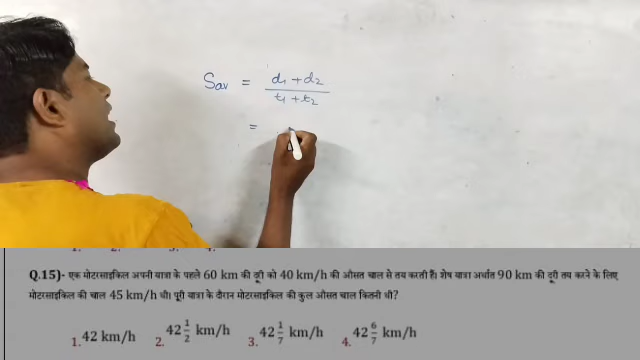 Sav = d1 + d2 / t1 + t2
=
Q.15)- एक मोटरसाइकिल अपनी यात्रा के पहले 60 km की दूरी को 40 km/h की औसत चाल से तय करती हैं। शेष यात्रा अर्थात 90 km की दूरी तय करने के लिए
मोटरसाइकिल की चाल 45 km/h थी। पूरी यात्रा के दौरान मोटरसाइकिल की कुल औसत चाल कितनी थी?
1. 42 km/h 2. 42 1/2 km/h 3. 42 1/7 km/h 4. 42 6/7 km/h